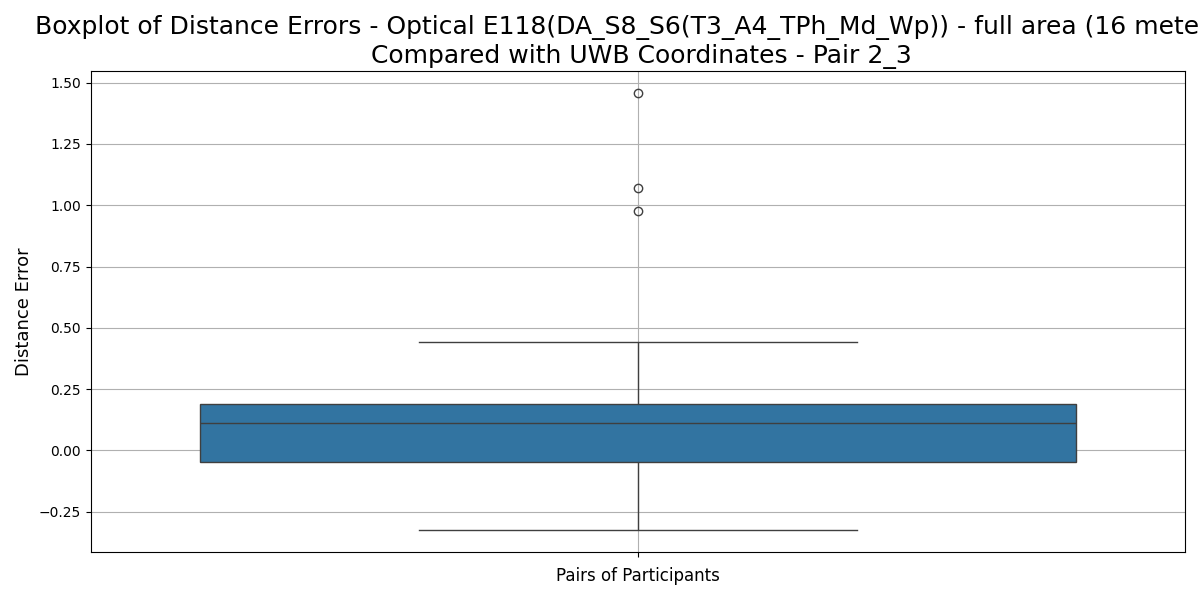 Boxplot of Distance Errors - Optical E118(DA_S8_S6(T3_A4_TPh_Md_Wp)) - full area (16 mete
Compared with UWB Coordinates - Pair 2_3
1.50
1.25
1.00
0.75
0.50
0.25
0.00
−0.25
Distance Error
Pairs of Participants